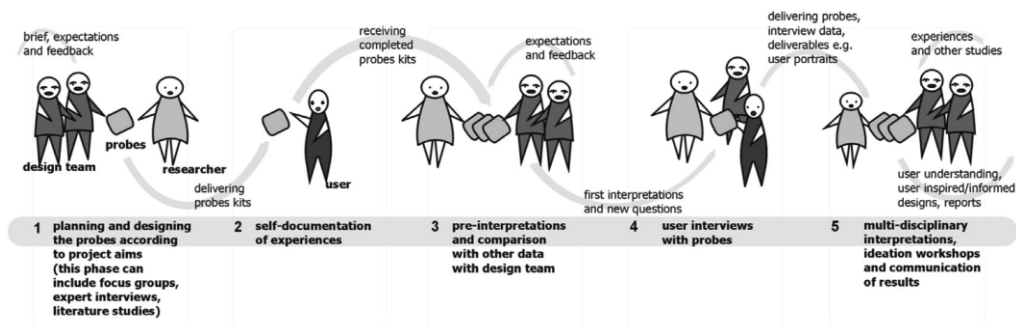 brief, expectations
and feedback
probes
design team
researcher
delivering
probes kits
user
receiving
completed
probes kits
expectations
and feedback
first interpretations
and new questions
delivering probes,
interview data,
deliverables e.g.
user portraits
experiences
and other studies
user understanding,
user inspired/informed
designs, reports
1 planning and designing
the probes according
to project aims
(this phase can
include focus groups,
expert interviews,
literature studies)
2 self-documentation
of experiences
3 pre-interpretations
and comparison
with other data
with design team
4 user interviews
with probes
5 multi-disciplinary
interpretations,
ideation workshops
and communication
of results